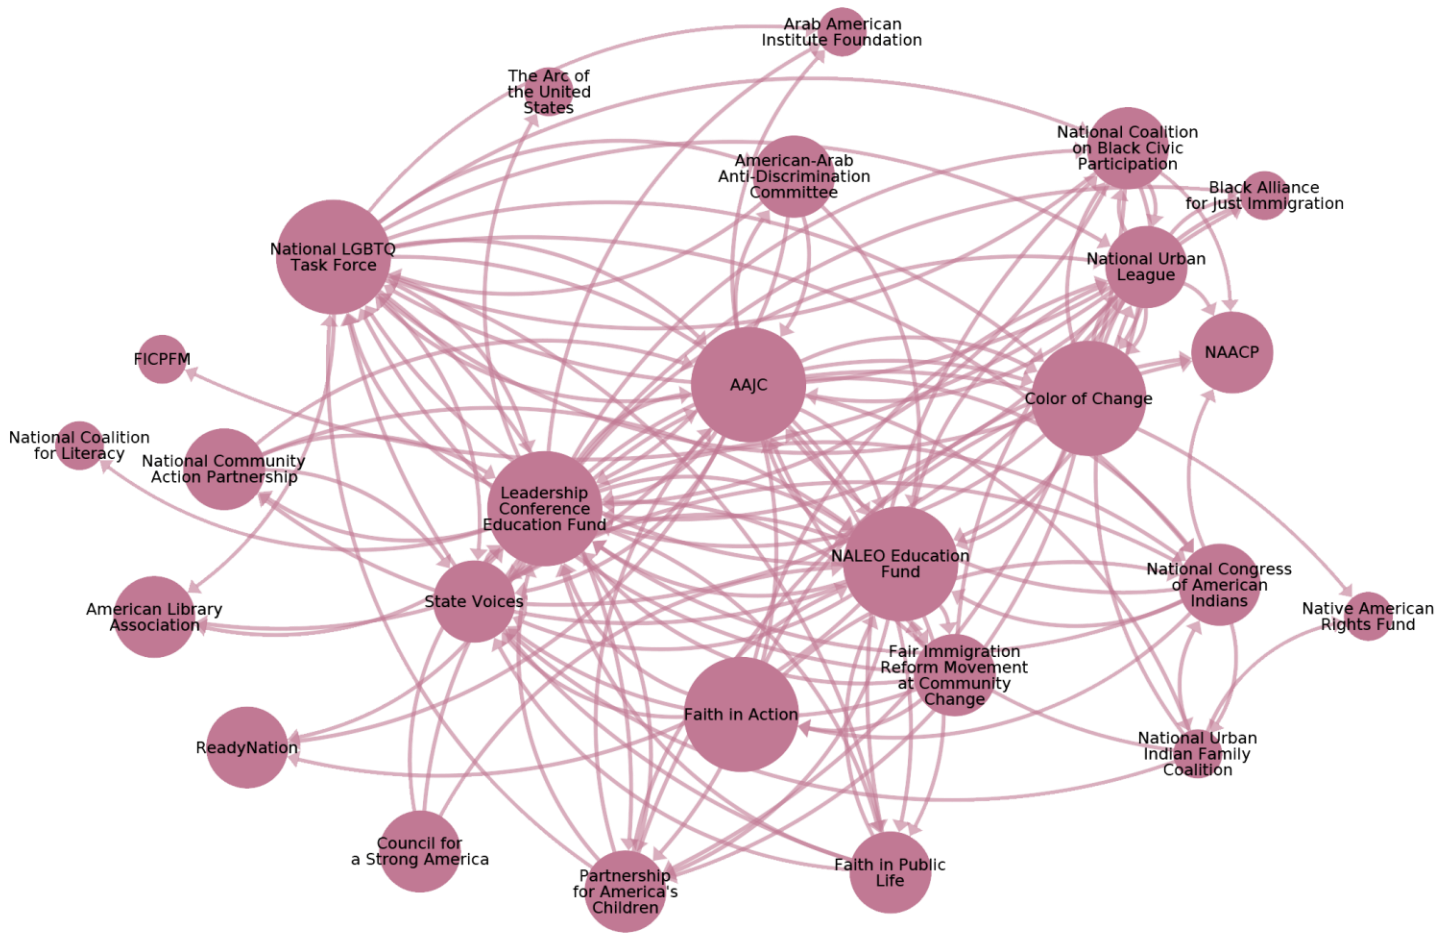 Arab American
Institute Foundation
The Arc of
the United
States
National Coalition
on Black Civic
Participation
American-Arab
Anti-Discrimination
Committee
Black Alliance
for Just Immigration
National LGBTQ
Task Force
National Urban
League
FICPFM
NAACP
AAJC
Color of Change
National Coalition
for Literacy
National Community
Action Partnership
Leadership
Conference
Education Fund
NALEO Education
Fund
National Congress
of American
Indians
State Voices
American Library
Association
Native American
Rights Fund
Fair Immigration
Reform Movement
at Community
Change
Faith in Action
ReadyNation
National Urban
Indian Family
Coalition
Council for
a Strong America
Faith in Public
Life
Partnership
for America's
Children